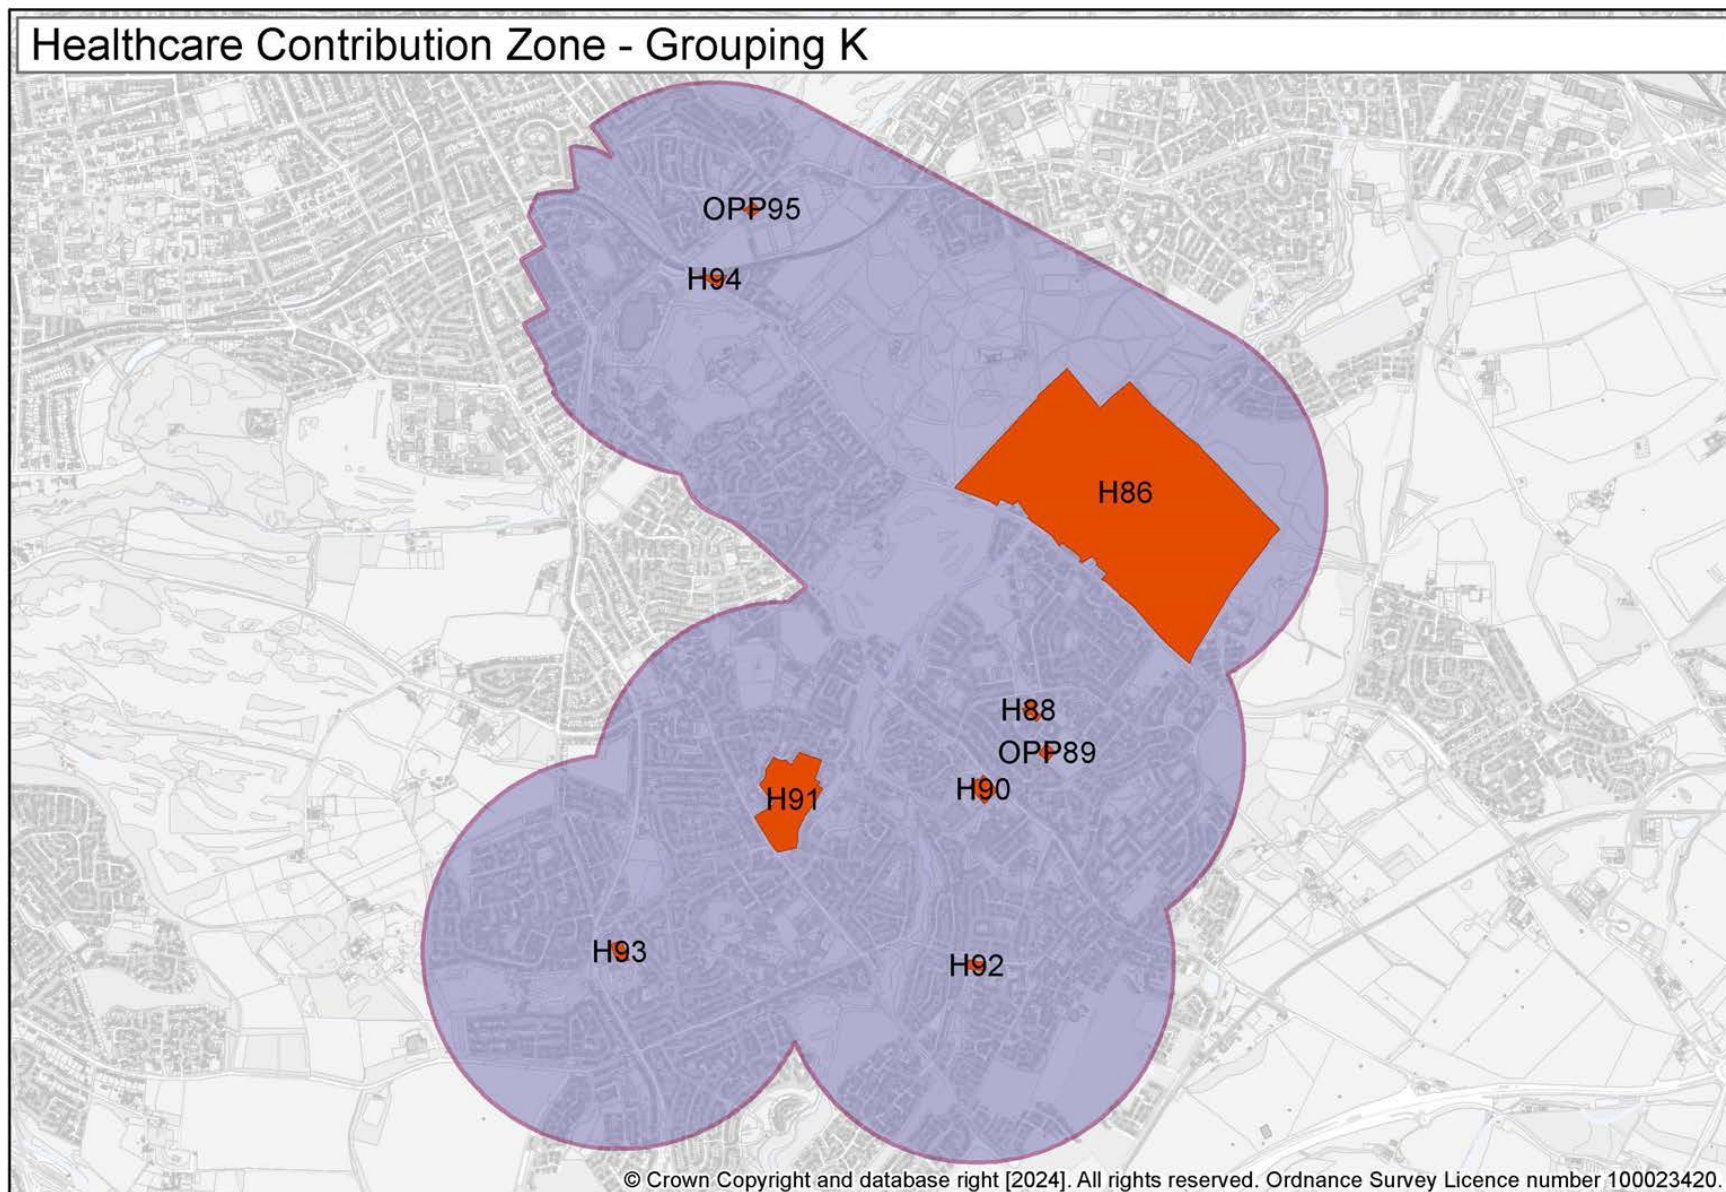 Healthcare Contribution Zone - Grouping K
OPP95
H94
H86
H88
OPP89
H90
H91
H93
H92
© Crown Copyright and database right [2024]. All rights reserved. Ordnance Survey Licence number 100023420.